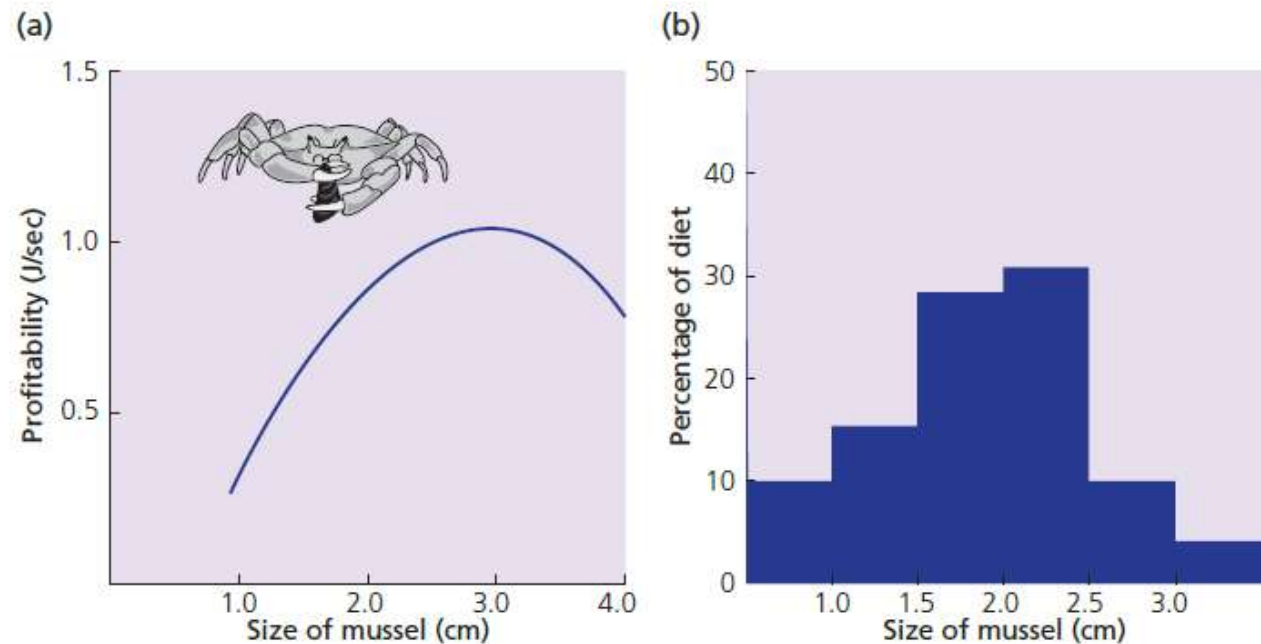 (a)
1.5
1.0
0.5
Profitability (J/sec)
1.0 2.0 3.0 4.0
Size of mussel (cm)
(b)
50
40
30
20
10
0
Percentage of diet
1.0 1.5 2.0 2.5 3.0
Size of mussel (cm)